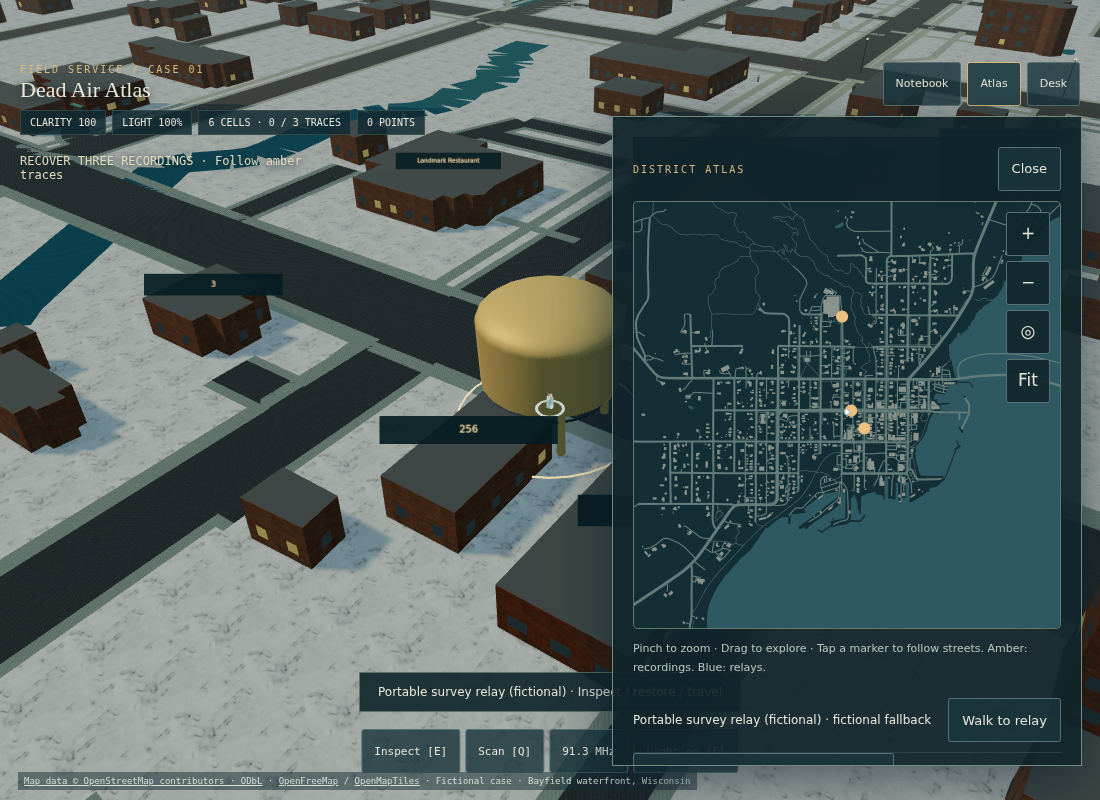 FIELD SERVICE / CASE 01
Dead Air Atlas
CLARITY 100
LIGHT 100%
6 CELLS · 0 / 3 TRACES
0 POINTS
RECOVER THREE RECORDINGS · Follow amber
traces
Notebook
Atlas
Desk
Landmark Restaurant
3
256
DISTRICT ATLAS
Close
+
−
◎
Fit
Pinch to zoom · Drag to explore · Tap a marker to follow streets. Amber:
recordings. Blue: relays.
Portable survey relay (fictional) · fictional fallback
Walk to relay
Portable survey relay (fictional) · Inspect / restore / travel
Inspect [E]
Scan [Q]
91.3 MHz
Map data © OpenStreetMap contributors · ODbL · OpenFreeMap / OpenMapTiles · Fictional case · Bayfield waterfront, Wisconsin